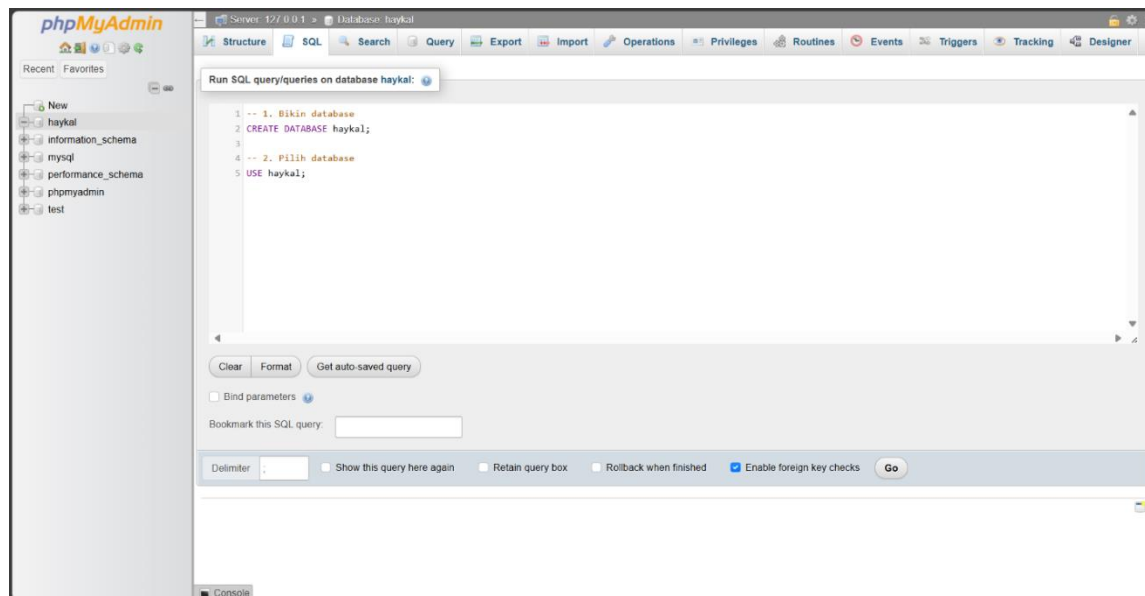 phpMyAdmin
Recent Favorites
New
haykal
information_schema
mysql
performance_schema
phpmyadmin
test
Server: 127.0.0.1 » Database: haykal
Structure SQL Search Query Export Import Operations Privileges Routines Events Triggers Tracking Designer
Run SQL query/queries on database haykal:
1 -- 1. Bikin database
2 CREATE DATABASE haykal;
3
4 -- 2. Pilih database
5 USE haykal;
Clear Format Get auto-saved query
Bind parameters
Bookmark this SQL query:
Delimiter ; Show this query here again Retain query box Rollback when finished Enable foreign key checks Go
Console